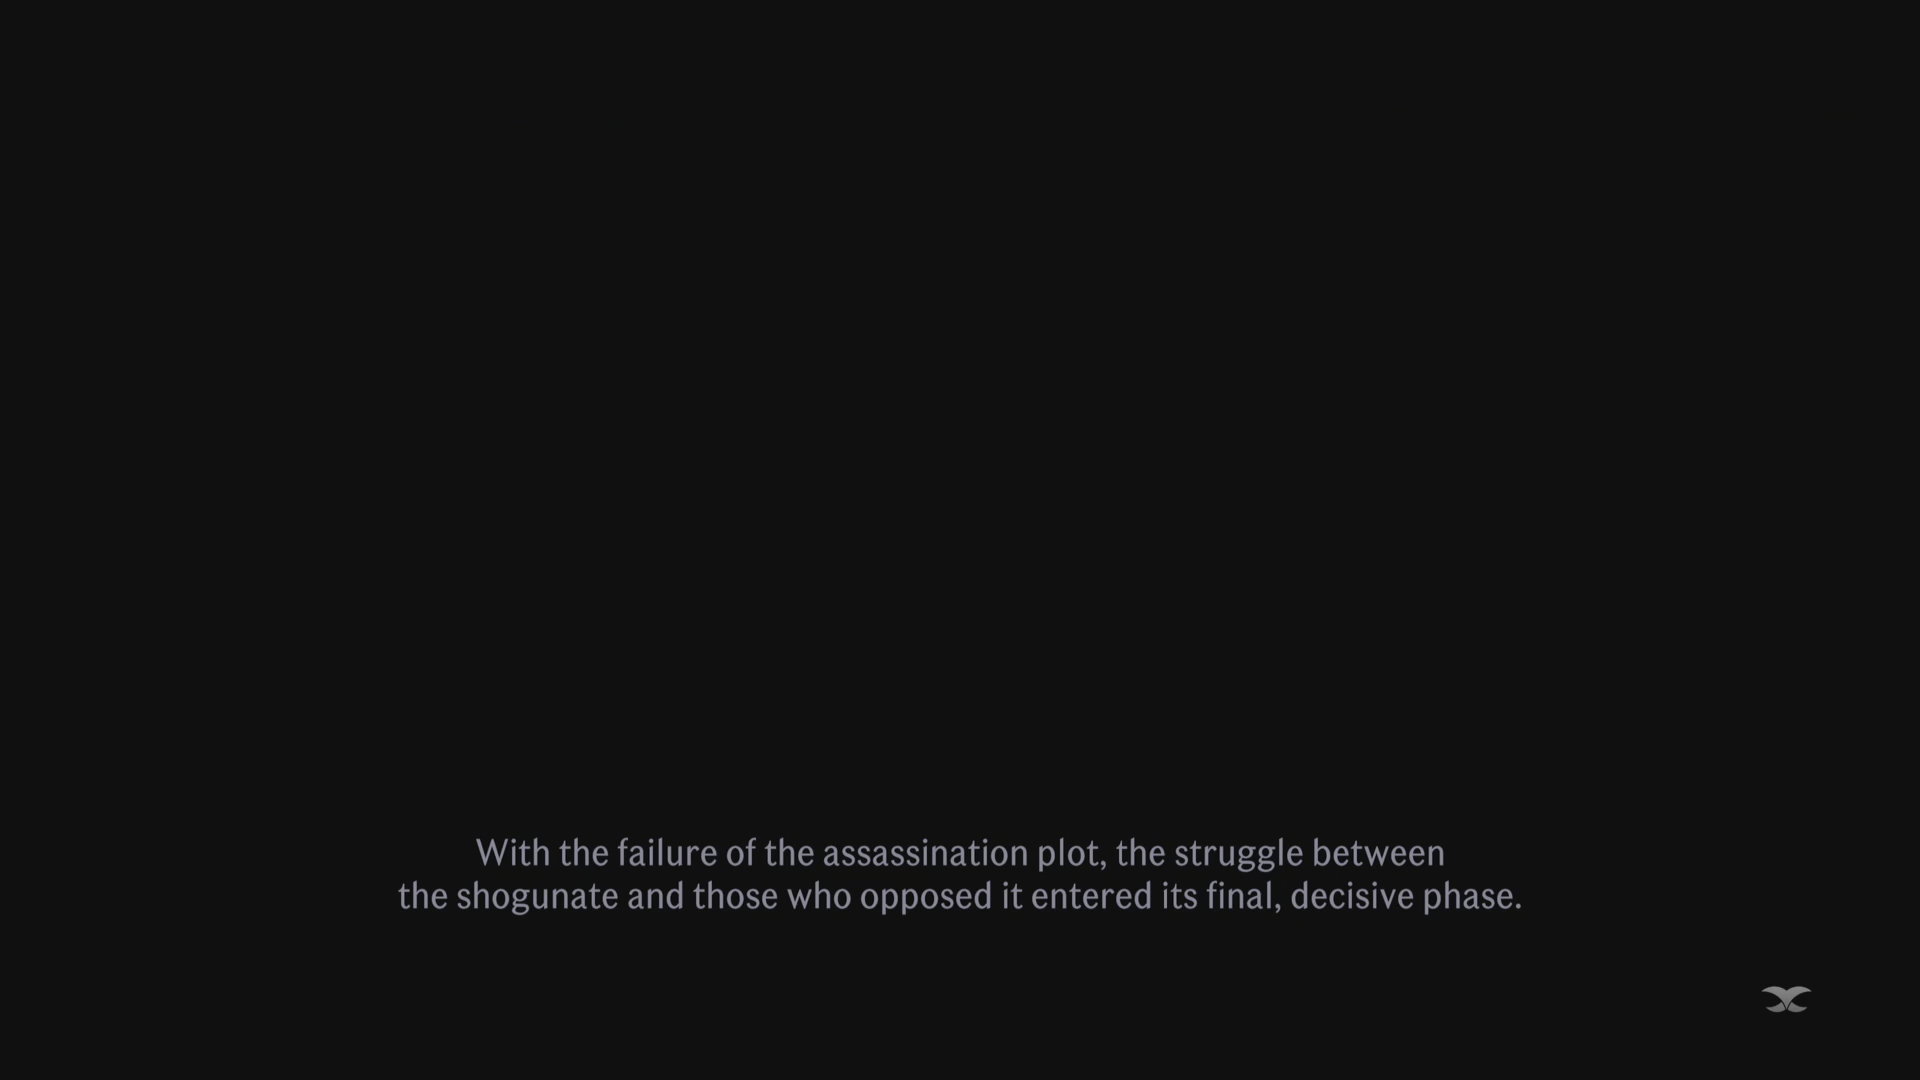 With the failure of the assassination plot, the struggle between
the shogunate and those who opposed it entered its final, decisive phase.